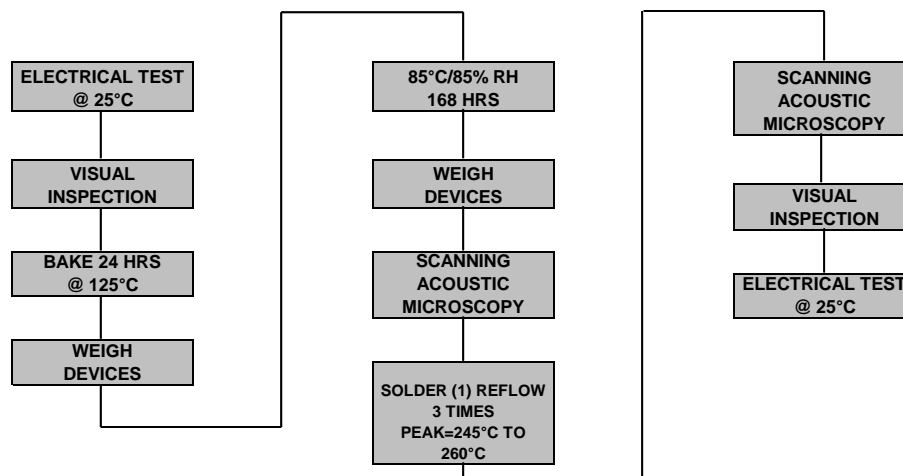 ELECTRICAL TEST
@ 25°C
VISUAL
INSPECTION
BAKE 24 HRS
@ 125°C
WEIGH
DEVICES
85°C/85% RH
168 HRS
WEIGH
DEVICES
SCANNING
ACOUSTIC
MICROSCOPY
SOLDER (1) REFLOW
3 TIMES
PEAK=245°C TO
260°C
SCANNING
ACOUSTIC
MICROSCOPY
VISUAL
INSPECTION
ELECTRICAL TEST
@ 25°C